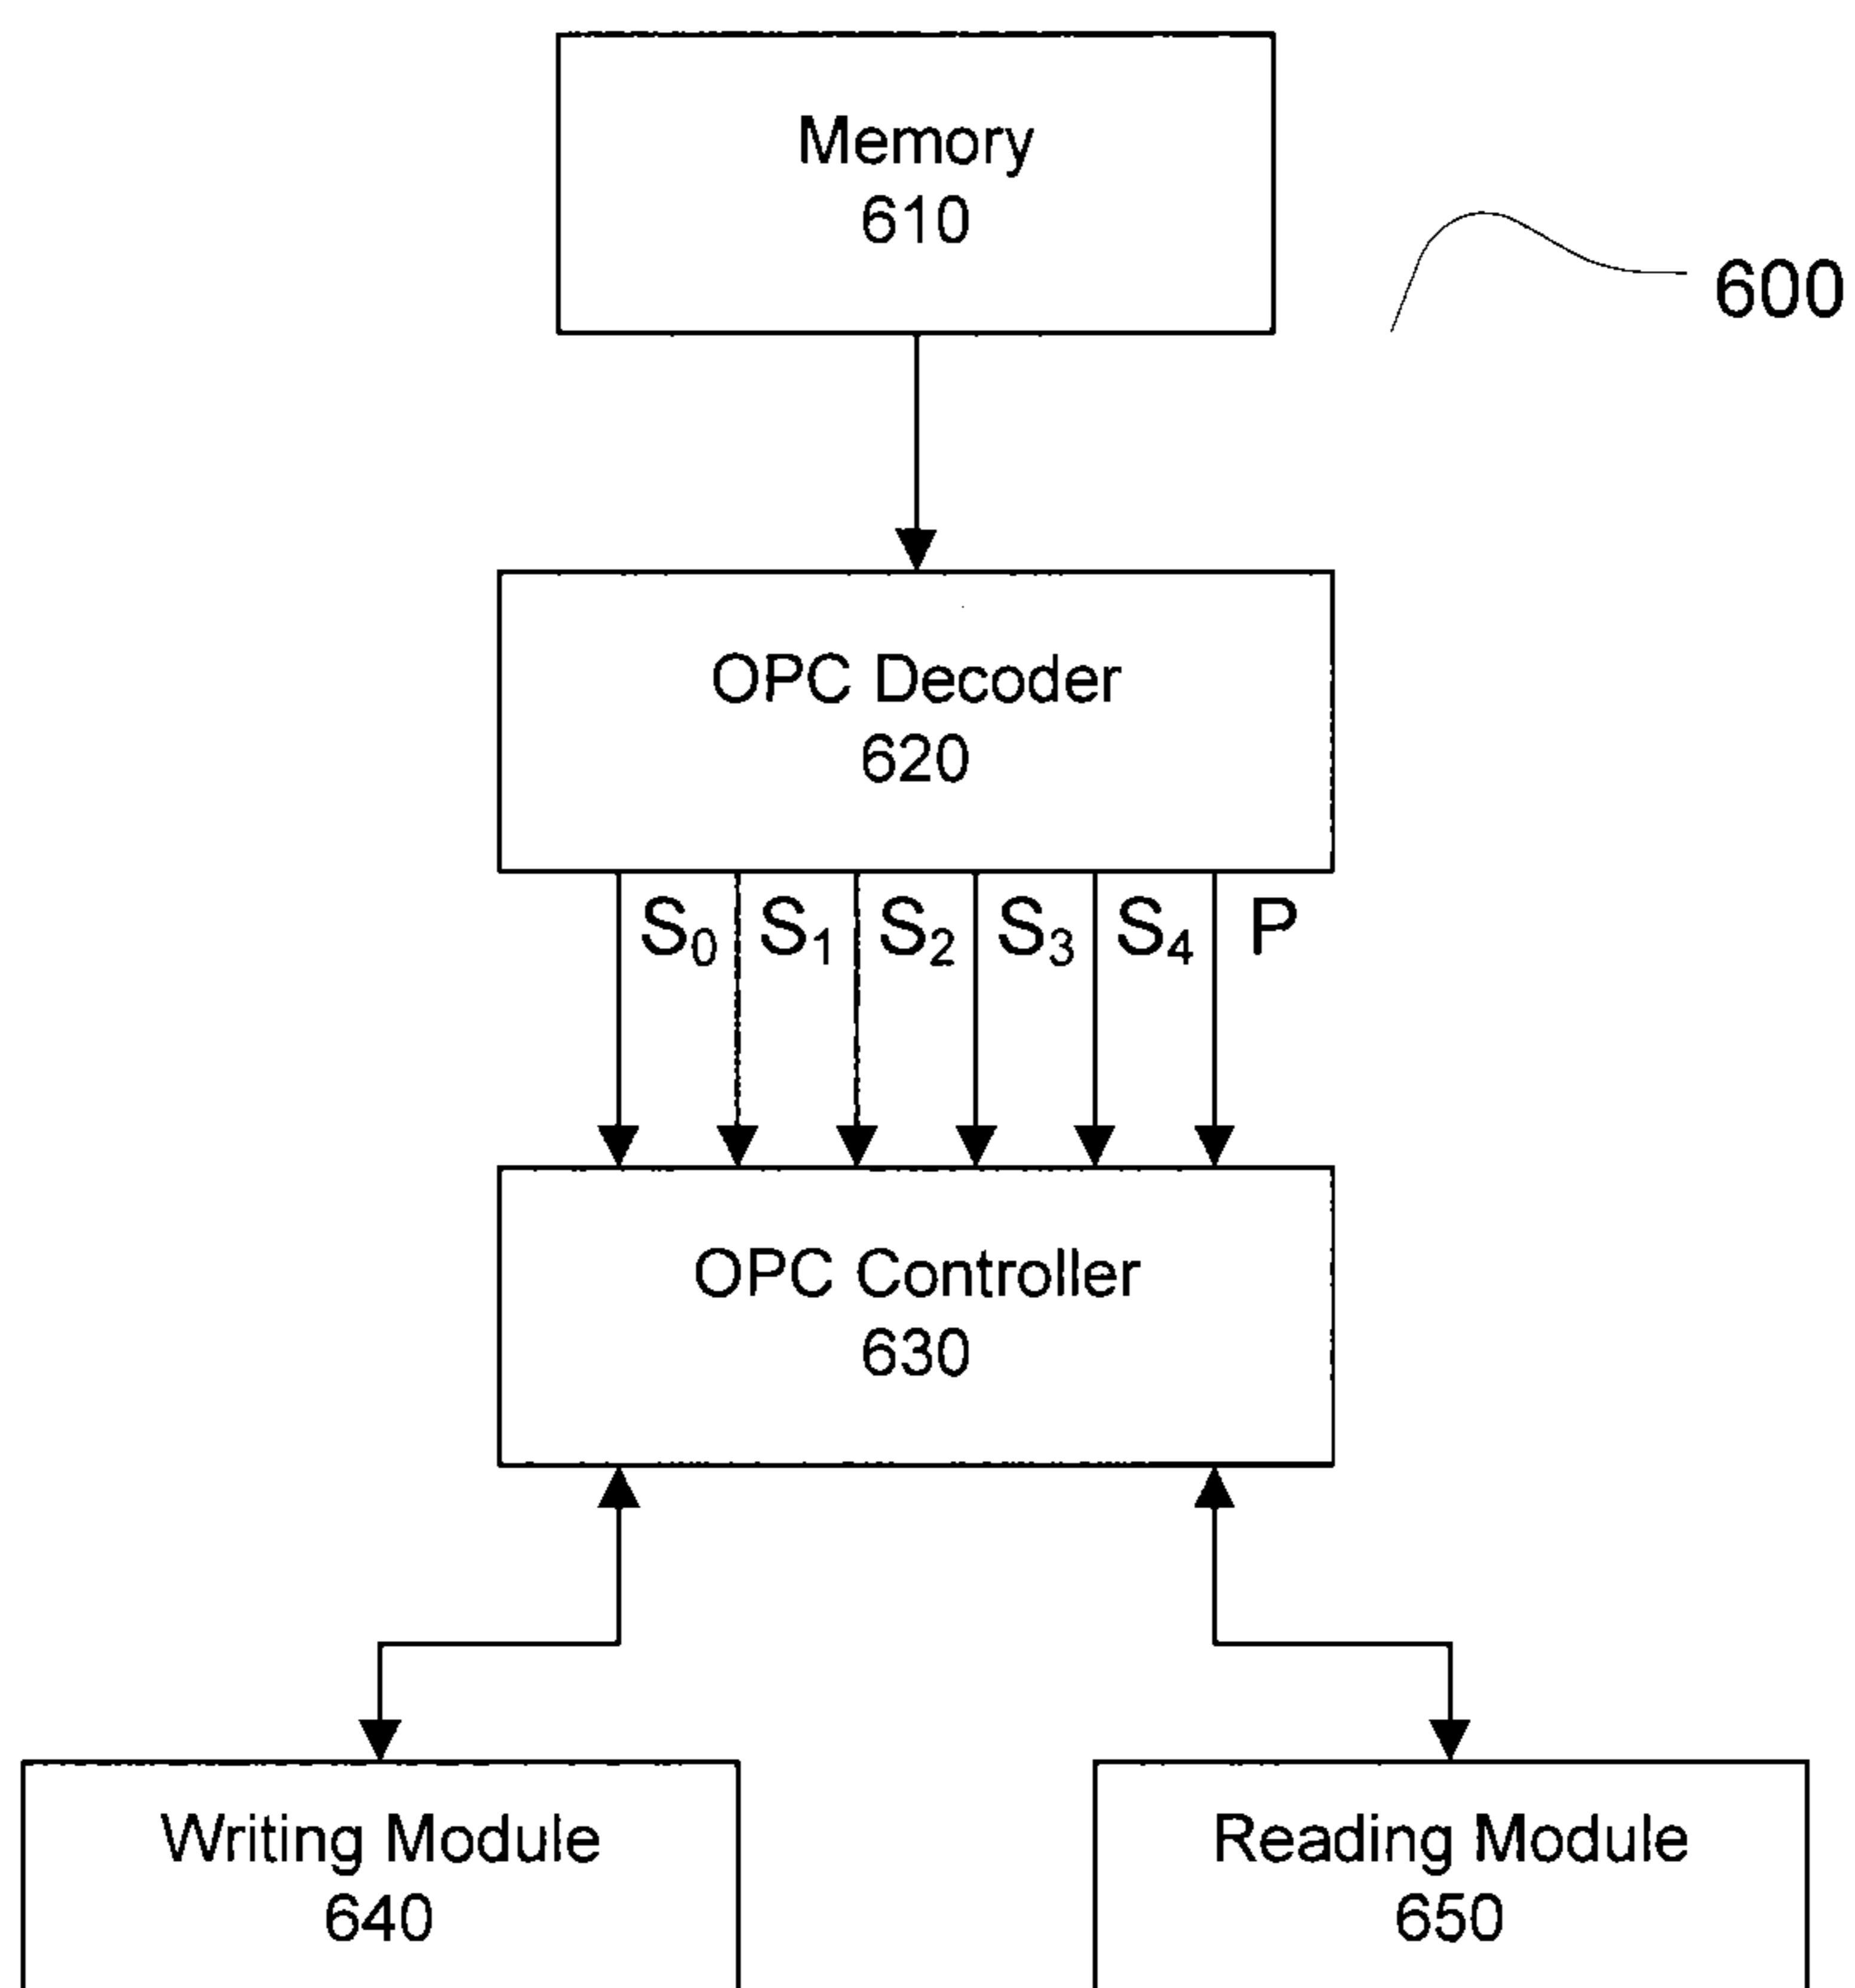 Memory
610
600
OPC Decoder
620
S₀ S₁ S₂ S₃ S₄ P
OPC Controller
630
Writing Module
640
Reading Module
650